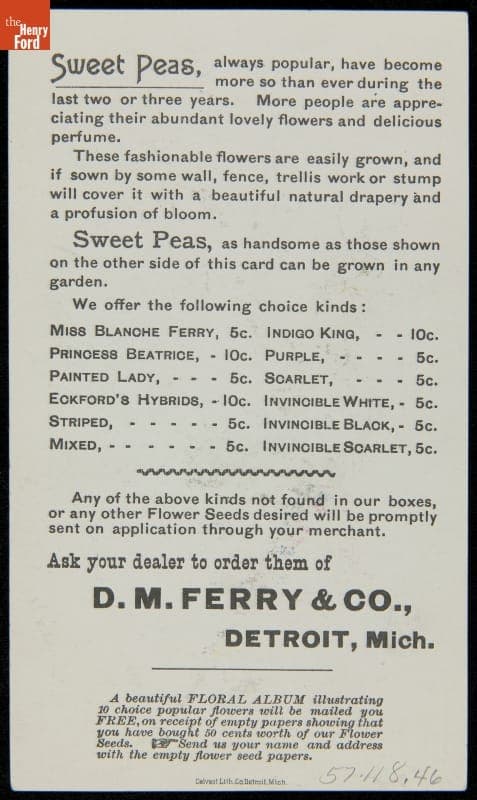 the
Henry
Ford
Sweet Peas, always popular, have become
more so than ever during the
last two or three years. More people are appre-
ciating their abundant lovely flowers and delicious
perfume.
These fashionable flowers are easily grown, and
if sown by some wall, fence, trellis work or stump
will cover it with a beautiful natural drapery and
a profusion of bloom.
Sweet Peas, as handsome as those shown
on the other side of this card can be grown in any
garden.
We offer the following choice kinds:
MISS BLANCHE FERRY, 5c. INDIGO KING, - - 10c.
PRINCESS BEATRICE, - 10c. PURPLE, - - - - 5c.
PAINTED LADY, - - - 5c. SCARLET, - - - 5c.
ECKFORD'S HYBRIDS, - 10c. INVINCIBLE WHITE, - 5c.
STRIPED, - - - - - 5c. INVINCIBLE BLACK, - 5c.
MIXED, - - - - - - 5c. INVINCIBLE SCARLET, 5c.
Any of the above kinds not found in our boxes,
or any other Flower Seeds desired will be promptly
sent on application through your merchant.
Ask your dealer to order them of
D. M. FERRY & CO.,
DETROIT, Mich.
A beautiful FLORAL ALBUM illustrating
10 choice popular flowers will be mailed you
FREE, on receipt of empty papers showing that
you have bought 50 cents worth of our Flower
Seeds. ☞ Send us your name and address
with the empty flower seed papers.
Calvert Lith. Co. Detroit, Mich.
57.118.46